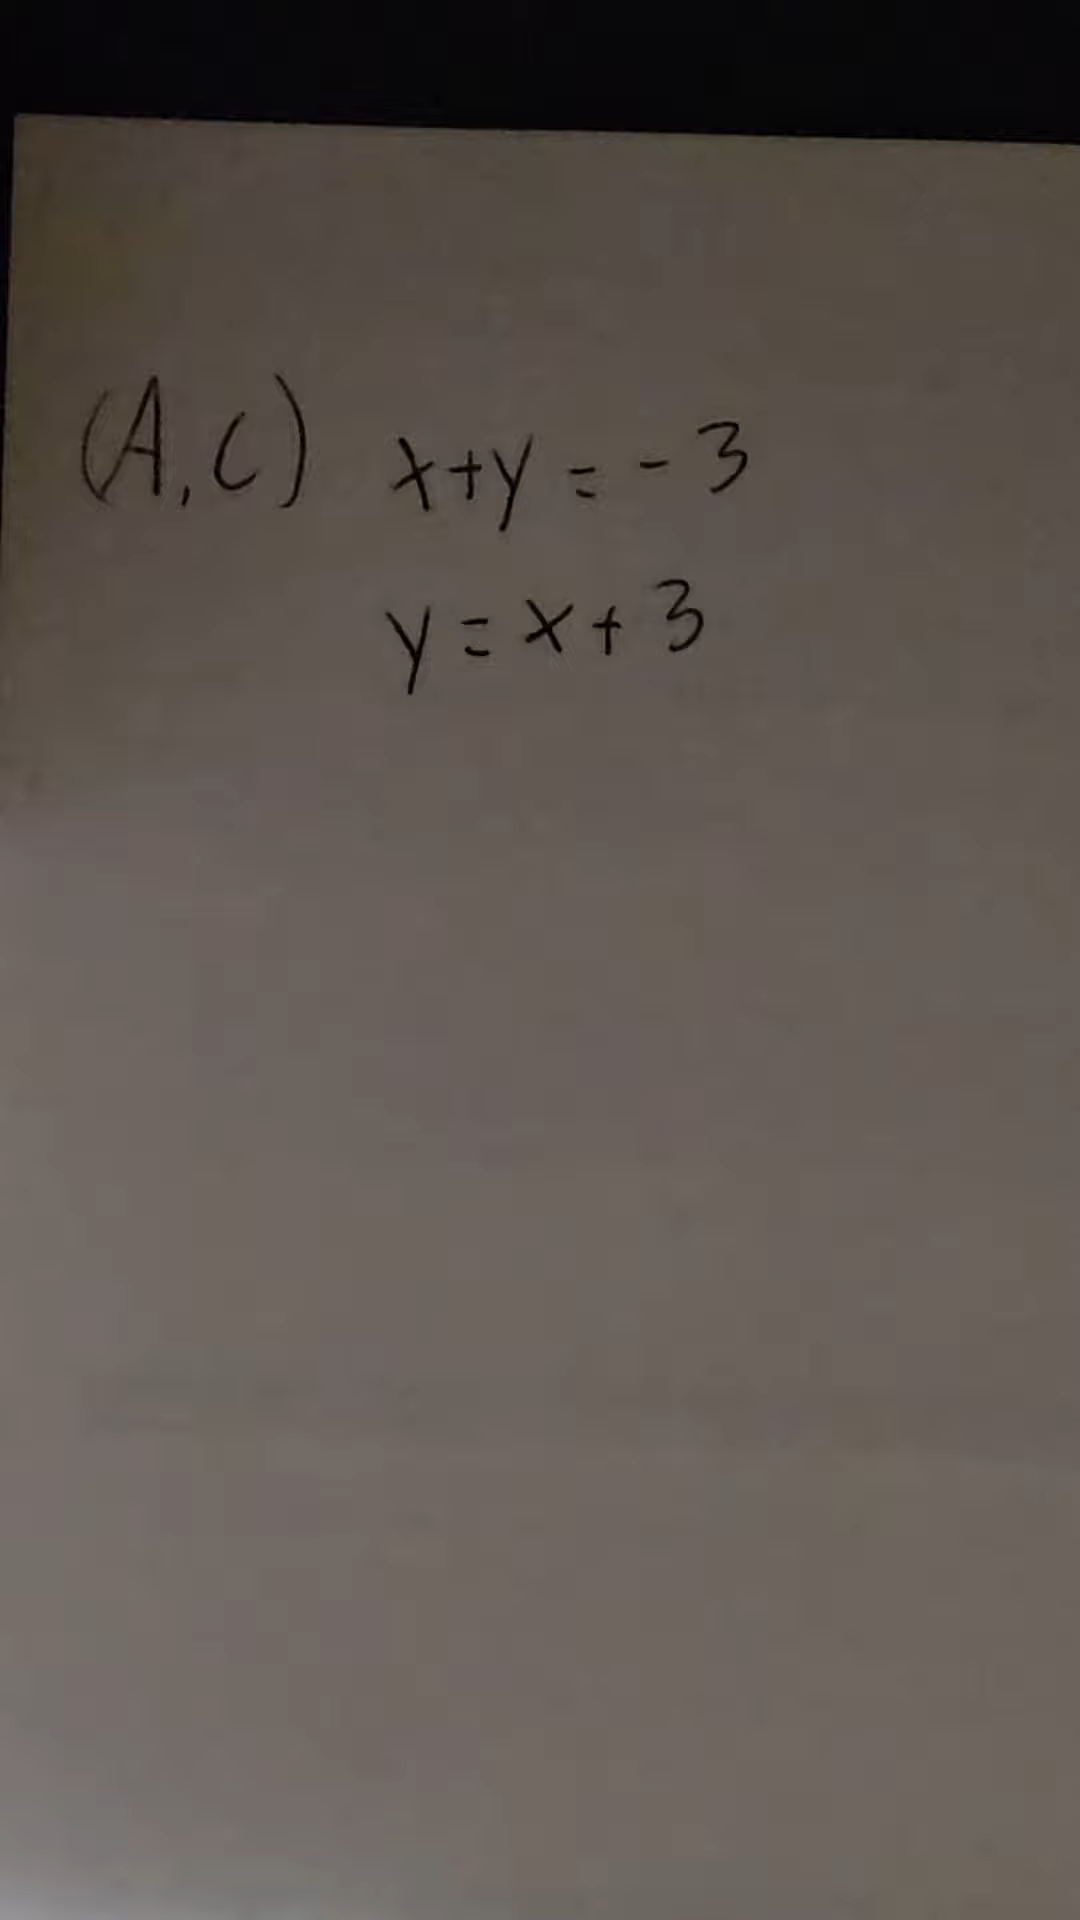 (A,C) x+y = -3
y = x + 3